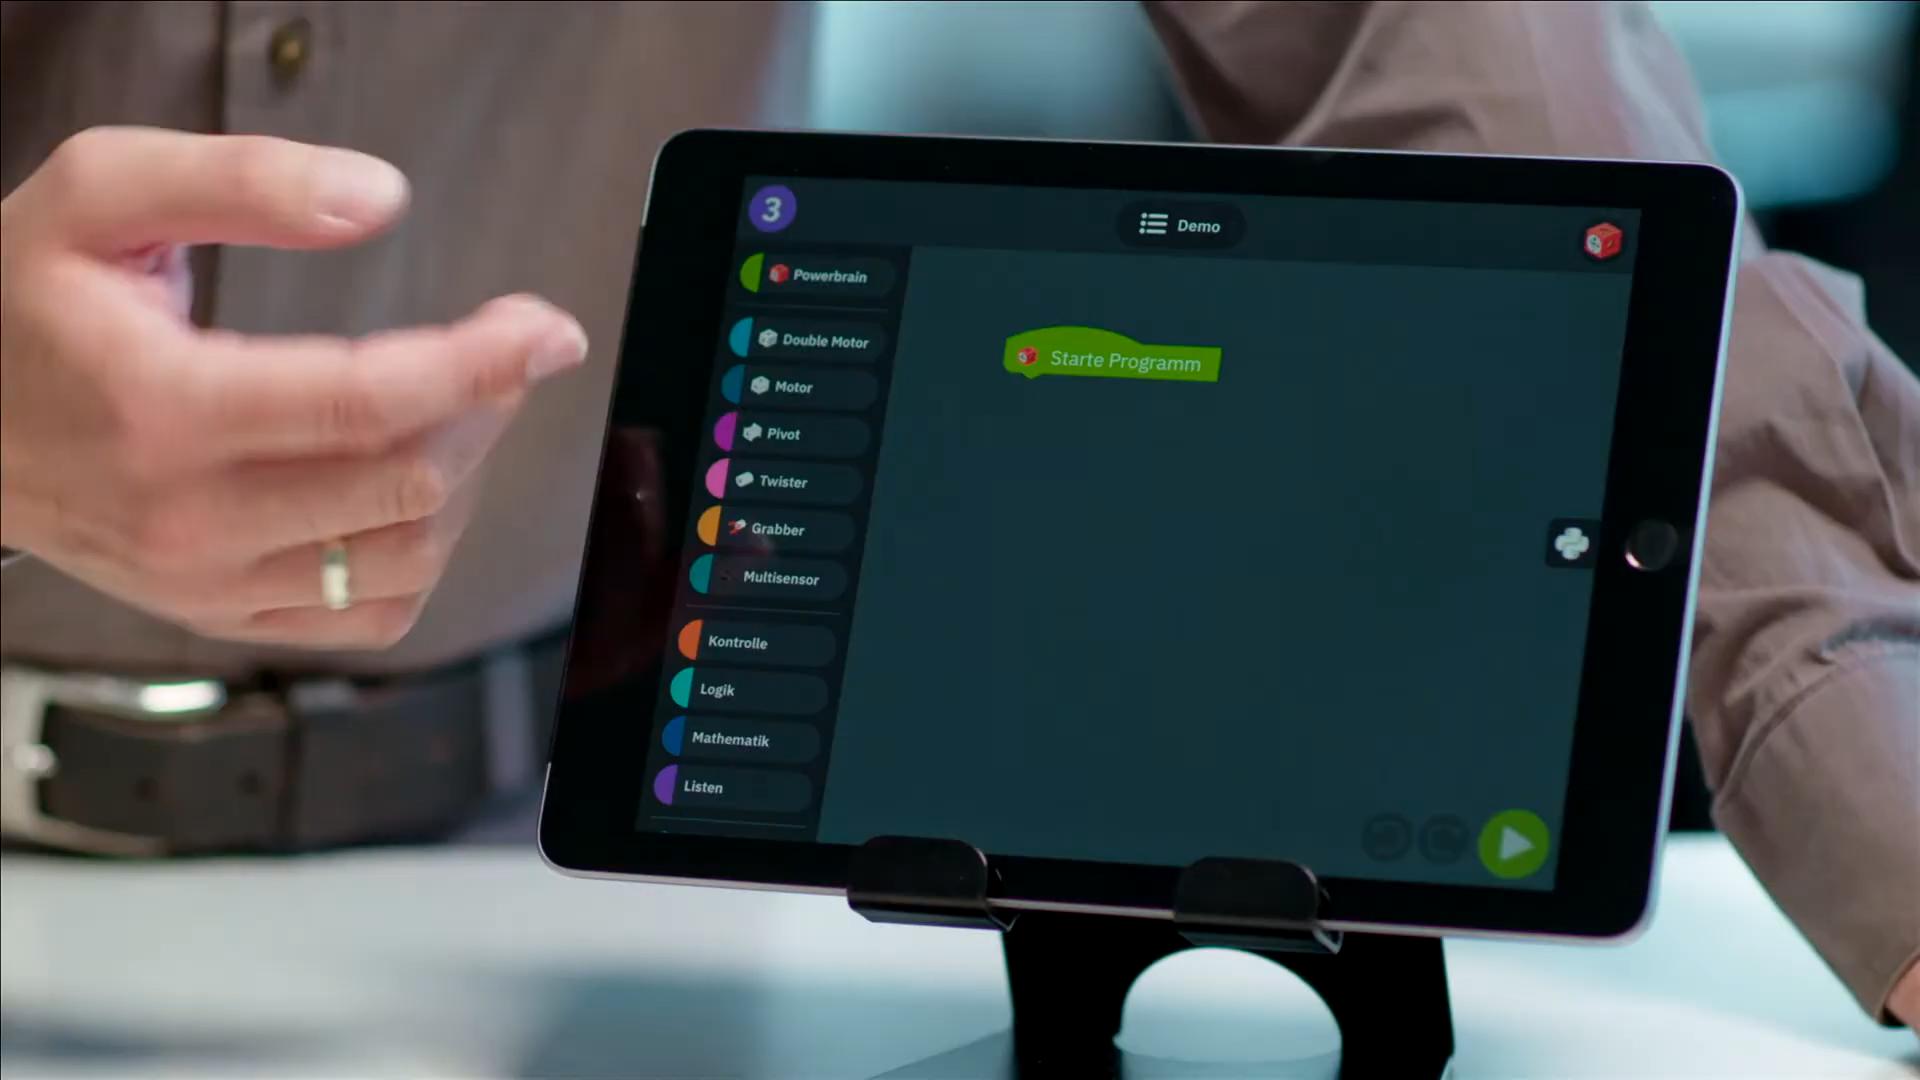 3
Demo
Powerbrain
Double Motor
Motor
Pivot
Twister
Grabber
Multisensor
Kontrolle
Logik
Mathematik
Listen
Starte Programm